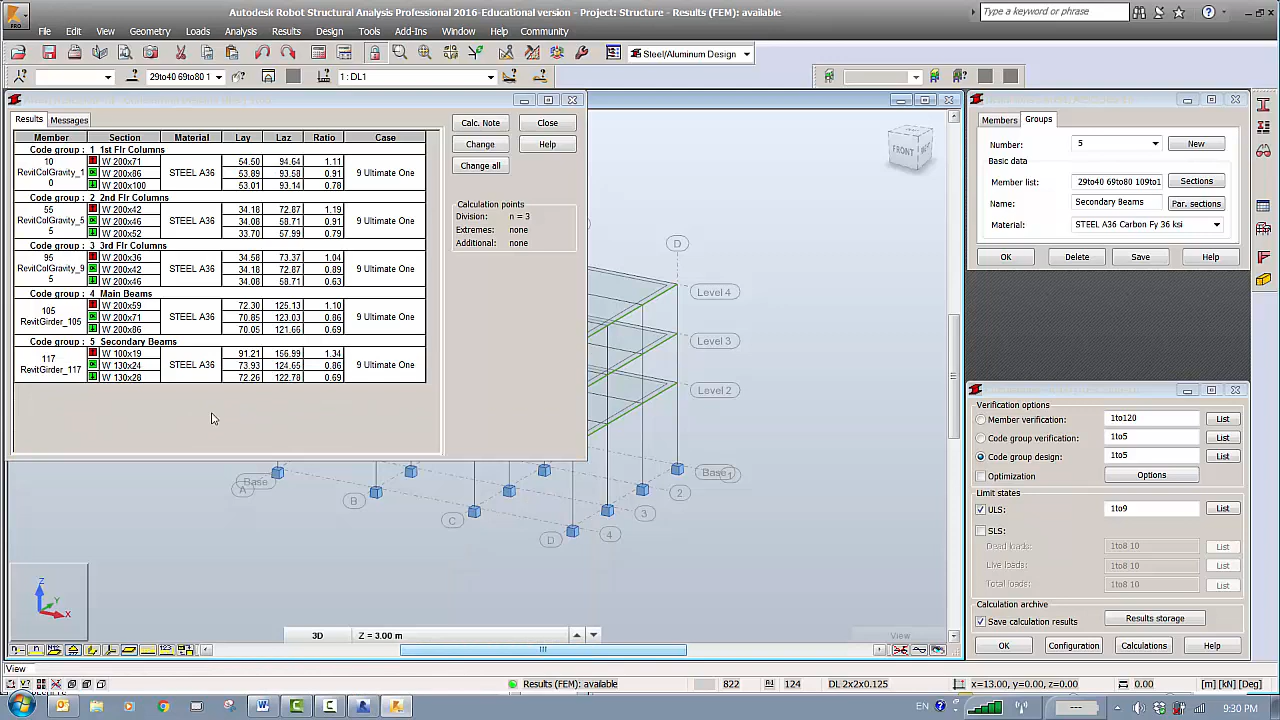 Autodesk Robot Structural Analysis Professional 2016-Educational version - Project: Structure - Results (FEM): available
Type a keyword or phrase
PRO
File Edit View Geometry Loads Analysis Results Design Tools Add-Ins Window Help Community
Steel/Aluminum Design
29to40 69to80 1
1: DL1
Results Messages
Member Section Material Lay Laz Ratio Case
Code group : 1 1st Flr Columns
10 RevitColGravity_1 0
W 200x71 54.50 94.64 1.11
W 200x86 STEEL A36 53.89 93.58 0.91 9 Ultimate One
W 200x100 53.01 93.14 0.78
Code group : 2 2nd Flr Columns
55 RevitColGravity_5 5
W 200x42 34.18 72.87 1.19
W 200x46 STEEL A36 34.08 58.71 0.91 9 Ultimate One
W 200x52 33.70 57.99 0.79
Code group : 3 3rd Flr Columns
95 RevitColGravity_9 5
W 200x36 34.58 73.37 1.04
W 200x42 STEEL A36 34.18 72.87 0.89 9 Ultimate One
W 200x46 34.08 58.71 0.63
Code group : 4 Main Beams
105 RevitGirder_105
W 200x59 72.30 125.13 1.10
W 200x71 STEEL A36 70.85 123.03 0.86 9 Ultimate One
W 200x86 70.05 121.66 0.69
Code group : 5 Secondary Beams
117 RevitGirder_117
W 100x19 91.21 156.99 1.34
W 130x24 STEEL A36 73.93 124.65 0.86 9 Ultimate One
W 130x28 72.26 122.78 0.69
Calc. Note Close
Change Help
Change all
Calculation points
Division: n = 3
Extremes: none
Additional: none
FRONT
D
Level 4
Level 3
Level 2
Base
A
B
C
D
4
3
2
Base 1
Z
Y
X
3D Z = 3.00 m
View
Members Groups
Number: 5 New
Basic data
Member list: 29to40 69to80 109to1 Sections
Name: Secondary Beams Par. sections
Material: STEEL A36 Carbon Fy 36 ksi
OK Delete Save Help
Verification options
Member verification: 1to120 List
Code group verification: 1to5 List
Code group design: 1to5 List
Optimization Options
Limit states
ULS: 1to9 List
SLS:
Dead loads: 1to8 10 List
Live loads: 1to8 10 List
Total loads: 1to8 10 List
Calculation archive
Save calculation results Results storage
OK Configuration Calculations Help
View
Results (FEM): available 822 124 DL 2x2x0.125 x=13.00, y=0.00, z=0.00 0.00 [m] [kN] [Deg]
EN 9:30 PM